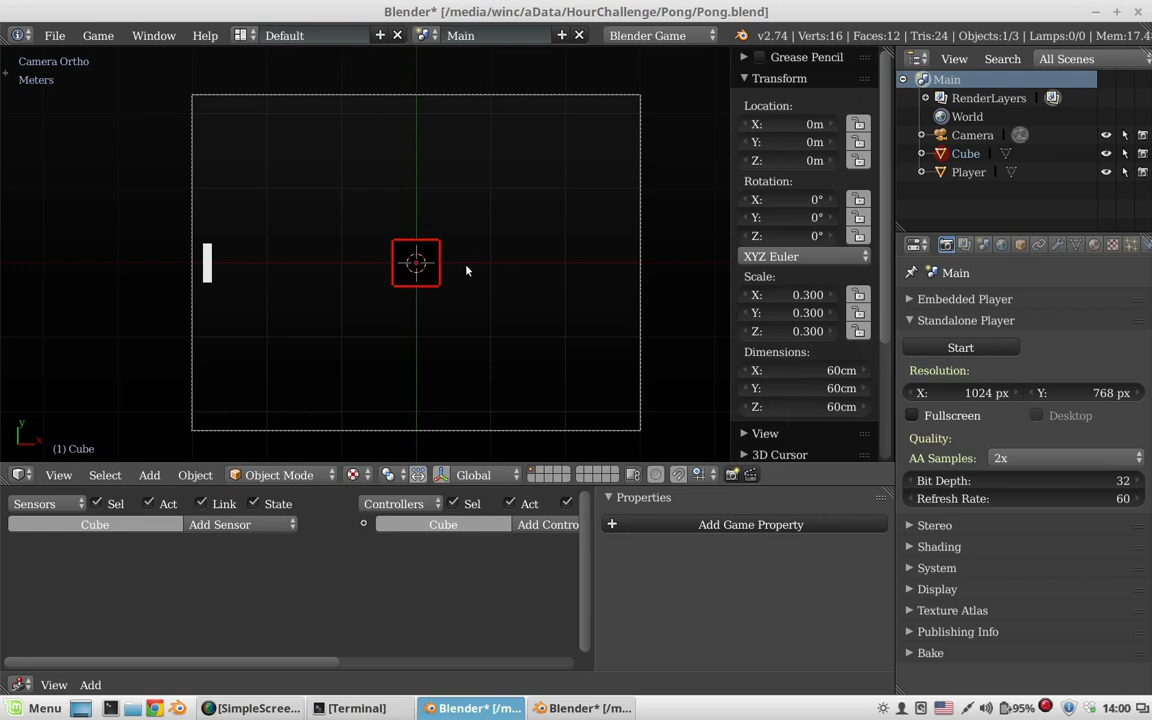 Blender* [/media/winc/aData/HourChallenge/Pong/Pong.blend]
File Game Window Help Default Main Blender Game v2.74 | Verts:16 | Faces:12 | Tris:24 | Objects:1/3 | Lamps:0/0 | Mem:17.4
Camera Ortho
Meters
(1) Cube
y
x
View Select Add Object Object Mode Global
Grease Pencil
Transform
Location:
X: 0m
Y: 0m
Z: 0m
Rotation:
X: 0°
Y: 0°
Z: 0°
XYZ Euler
Scale:
X: 0.300
Y: 0.300
Z: 0.300
Dimensions:
X: 60cm
Y: 60cm
Z: 60cm
View
3D Cursor
View Search All Scenes
Main
RenderLayers
World
Camera
Cube
Player
Main
Embedded Player
Standalone Player
Start
Resolution:
X: 1024 px Y: 768 px
Fullscreen Desktop
Quality:
AA Samples: 2x
Bit Depth: 32
Refresh Rate: 60
Stereo
Shading
System
Display
Texture Atlas
Publishing Info
Bake
Sensors Sel Act Link State Controllers Sel Act
Cube Add Sensor Cube Add Contro
Properties
Add Game Property
View Add
Menu [SimpleScree... [Terminal] Blender* [/m... Blender* [/m... 95% 14:00